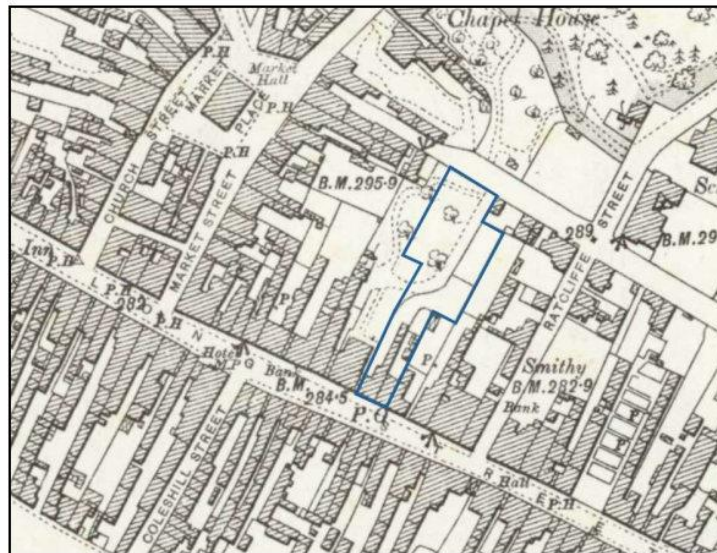 Chapel House
P.H
Market
Hall
MARKET
PLACE
P.H
CHURCH STREET
P.H
B.M. 295·9
MARKET STREET
289
RATCLIFFE STREET
Sc
B.M. 29
Inn
P.H
L O N G
P.H
282
P.H
P
Hotel
P.G
Bank
B.M.
284·5
P.O
P.
Smithy
B.M. 282·9
Bank
COLESHILL STREET
Hall
P.H